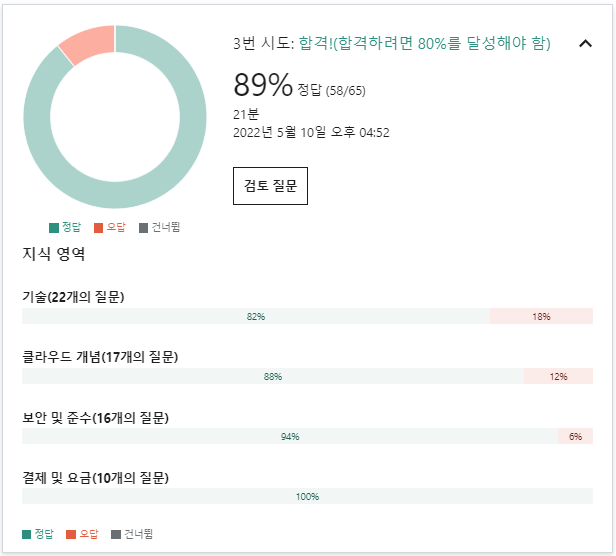 3번 시도: 합격!(합격하려면 80%를 달성해야 함)
89% 정답 (58/65)
21분
2022년 5월 10일 오후 04:52
검토 질문
정답 오답 건너뜀
지식 영역
기술(22개의 질문)
82% 18%
클라우드 개념(17개의 질문)
88% 12%
보안 및 준수(16개의 질문)
94% 6%
결제 및 요금(10개의 질문)
100%
정답 오답 건너뜀